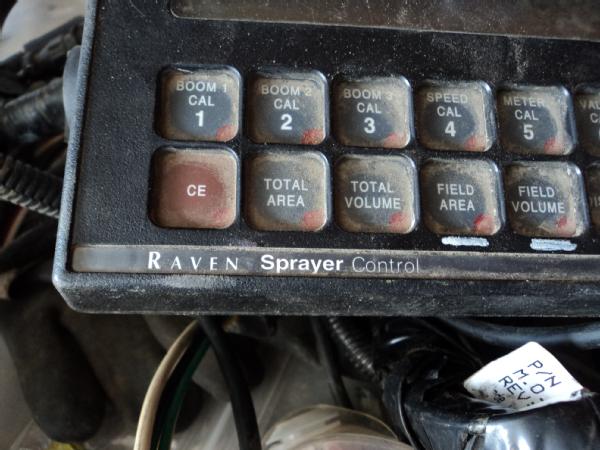 BOOM 1
CAL
1
BOOM 2
CAL
2
BOOM 3
CAL
3
SPEED
CAL
4
METER
CAL
5
CE
TOTAL
AREA
TOTAL
VOLUME
FIELD
AREA
FIELD
VOLUME
RAVEN Sprayer Control
P/N